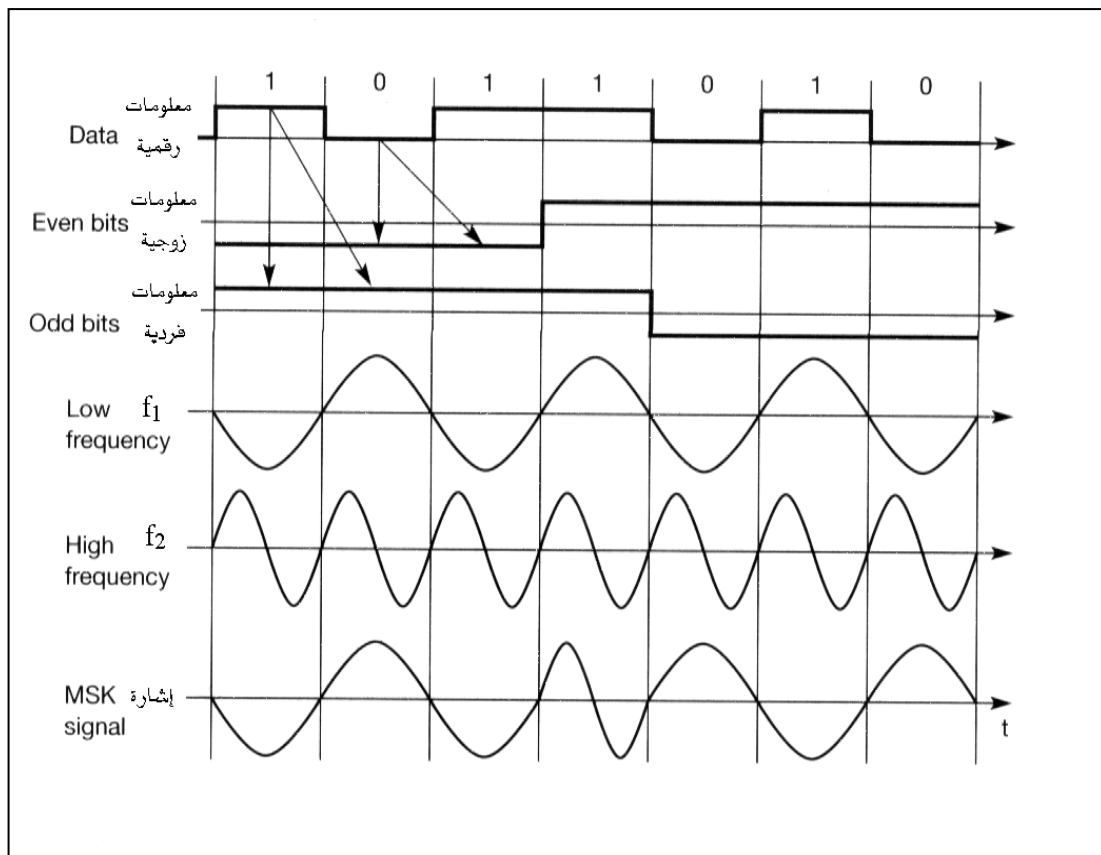 1 0 1 1 0 1 0
معلومات
Data رقمية
معلومات
Even bits
زوجية
معلومات
Odd bits فردية
Low f1
frequency
High f2
frequency
MSK إشارة
signal
t